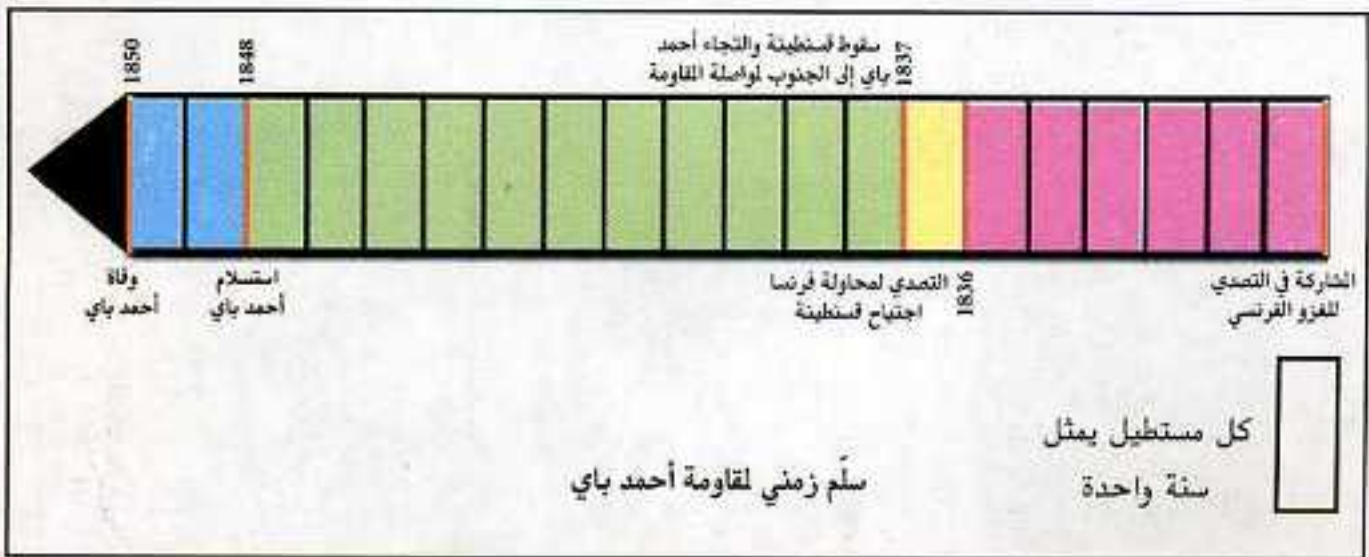 سقوط قسنطينة والتجاء أحمد
باي إلى الجنوب لمواصلة المقاومة
1837
1848
1850
المشاركة في التصدي
للغزو الفرنسي
1836
التصدي لمحاولة فرنسا
اجتياح قسنطينة
استسلام
أحمد باي
وفاة
أحمد باي
كل مستطيل يمثل
سنة واحدة
سلّم زمني لمقاومة أحمد باي